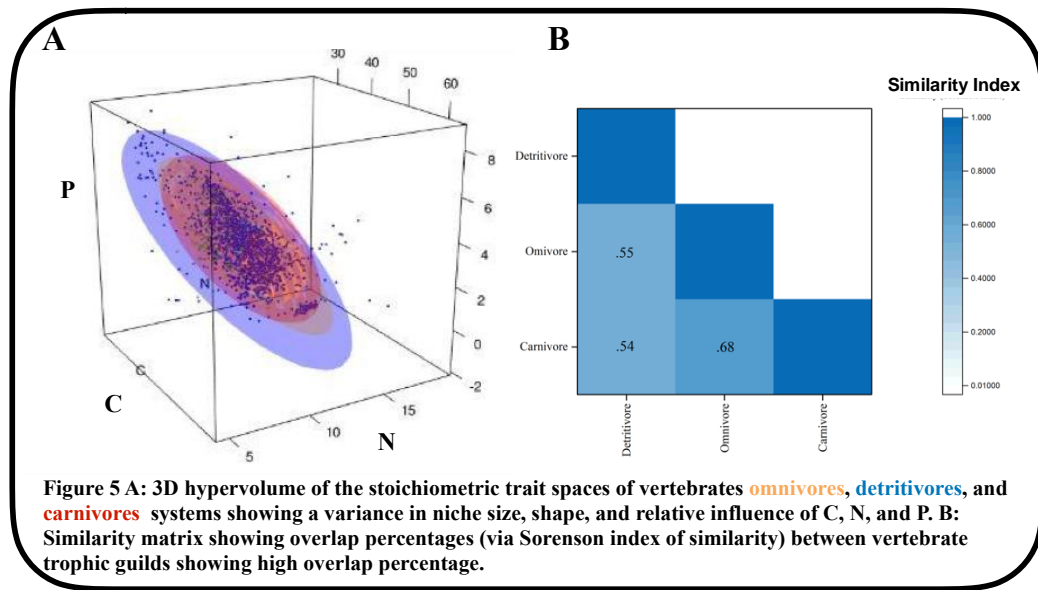 A
B
30
40
50
60
P
8
6
4
2
0
-2
N
C
C
N
5
10
15
Similarity Index
Detritivore
Omivore
Carnivore
.55
.54
.68
Detritivore
Omnivore
Carnivore
1.000
0.8000
0.6000
0.4000
0.2000
0.01000
Figure 5 A: 3D hypervolume of the stoichiometric trait spaces of vertebrates omnivores, detritivores, and
carnivores systems showing a variance in niche size, shape, and relative influence of C, N, and P. B:
Similarity matrix showing overlap percentages (via Sorenson index of similarity) between vertebrate
trophic guilds showing high overlap percentage.